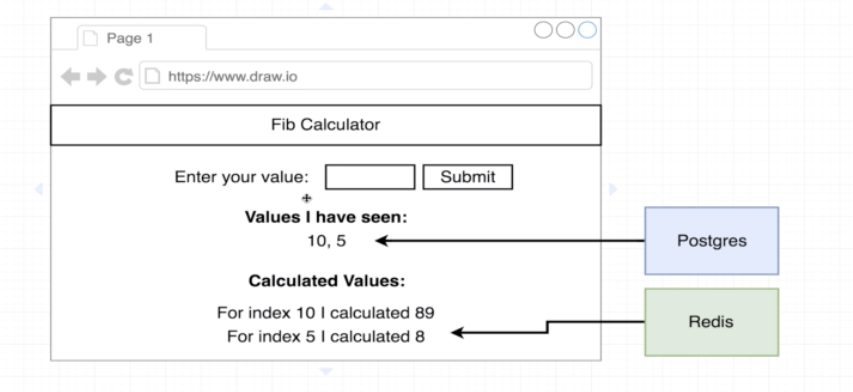 Page 1
https://www.draw.io
Fib Calculator
Enter your value: Submit
Values I have seen:
10, 5
Postgres
Calculated Values:
For index 10 I calculated 89
For index 5 I calculated 8
Redis